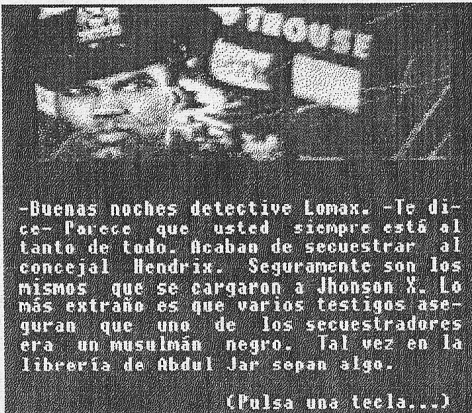 THOUSE
-Buenas noches detective Lomax. -Te di-
ce- Parece que usted siempre está al
tanto de todo. Acaban de secuestrar al
concejal Hendrix. Seguramente son los
mismos que se cargaron a Jhonson X. Lo
más extraño es que varios testigos ase-
guran que uno de los secuestradores
era un musulmán negro. Tal vez en la
librería de Abdul Jar sepan algo.
(Pulsa una tecla...)